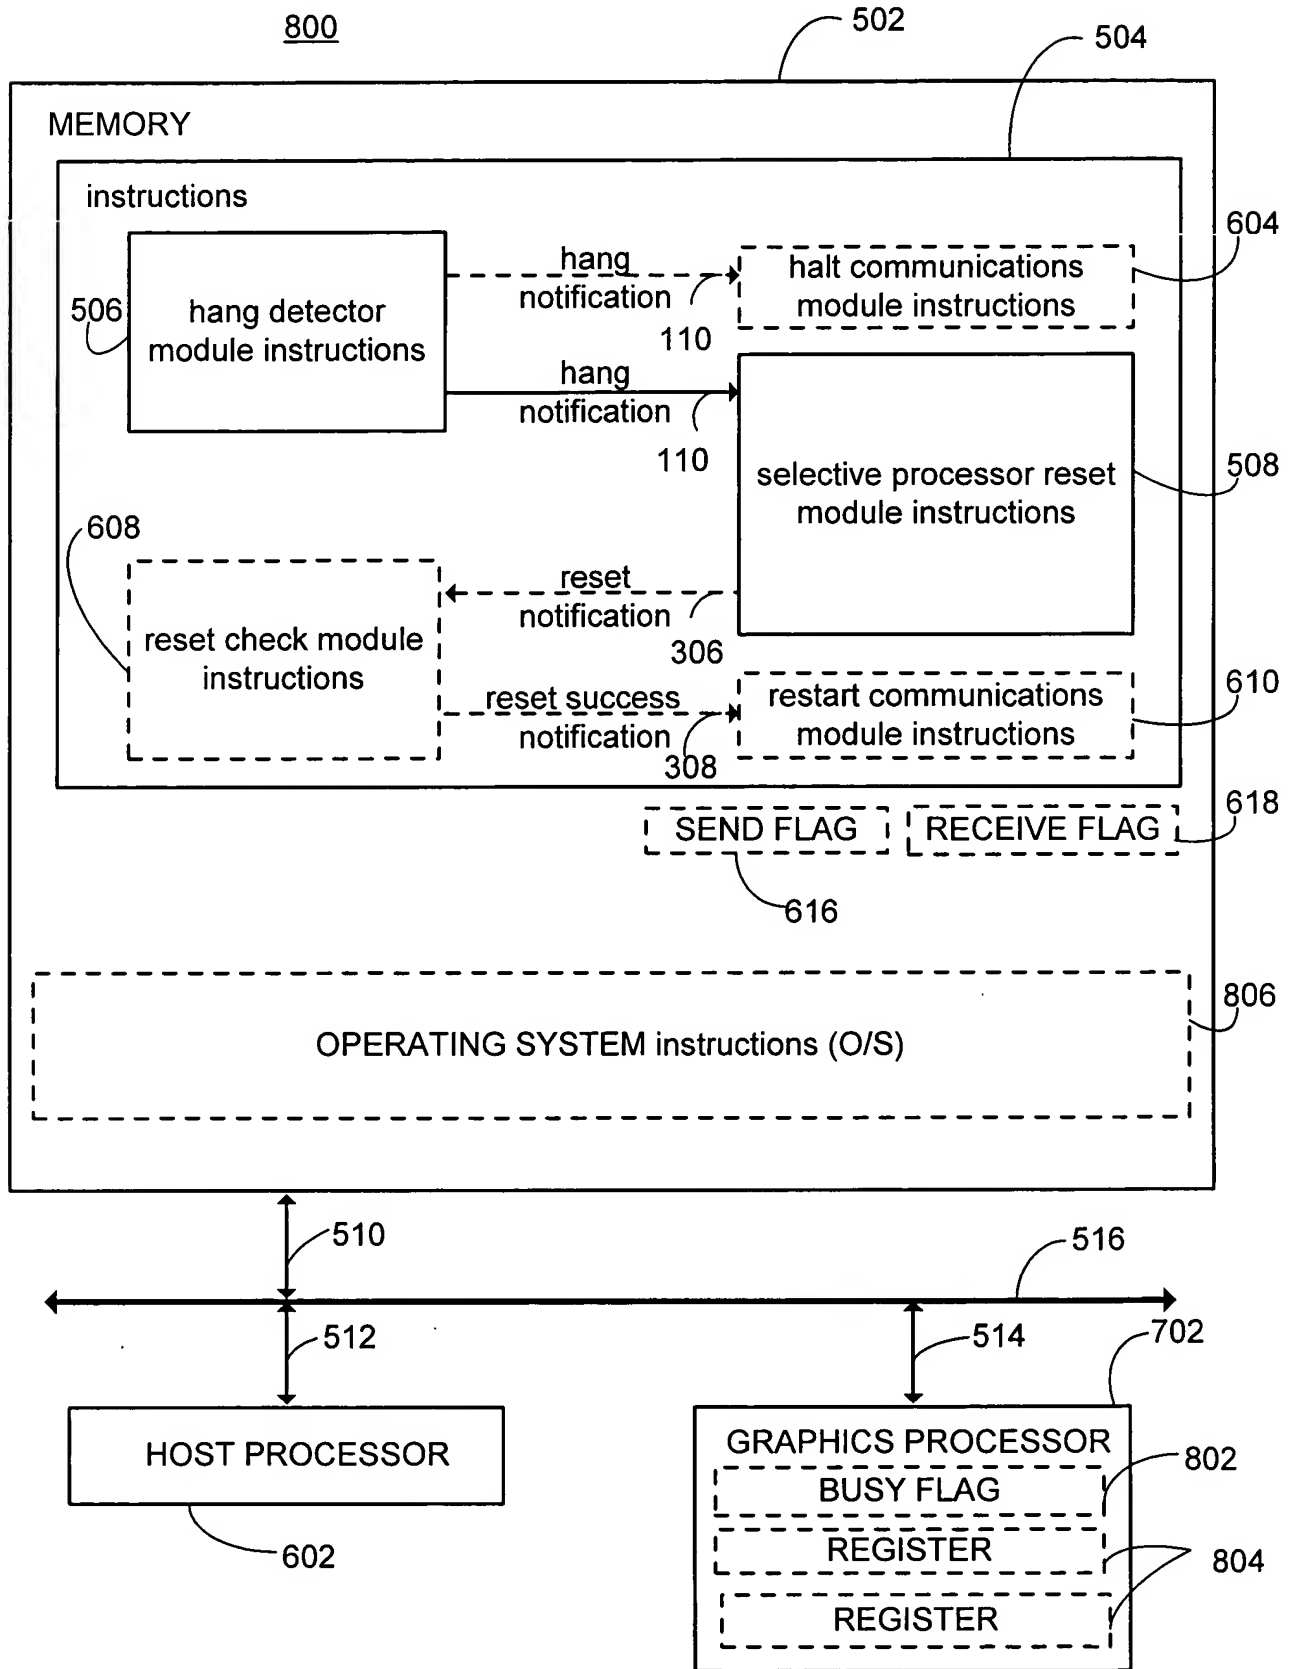 800
502
504
MEMORY
instructions
604
hang
notification
110
halt communications
module instructions
506
hang detector
module instructions
hang
notification
110
selective processor reset
module instructions
508
608
reset
notification
306
reset check module
instructions
reset success
notification
308
restart communications
module instructions
610
618
SEND FLAG
RECEIVE FLAG
616
806
OPERATING SYSTEM instructions (O/S)
510
516
512
514
702
HOST PROCESSOR
602
GRAPHICS PROCESSOR
BUSY FLAG
802
REGISTER
804
REGISTER